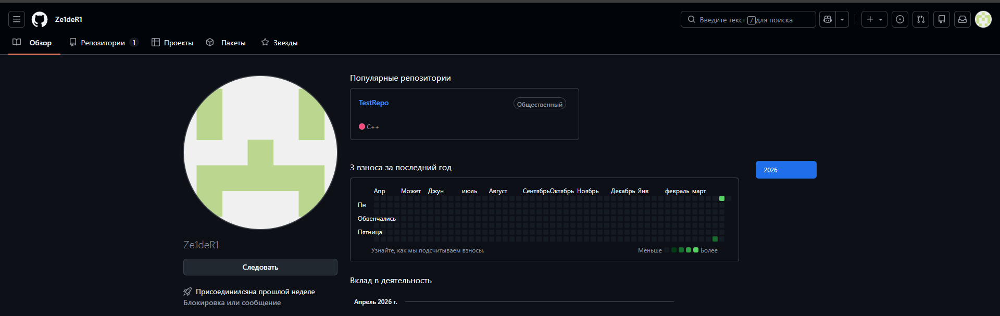 Ze1deR1
Введите текст / для поиска
Обзор
Репозитории 1
Проекты
Пакеты
Звезды
Популярные репозитории
TestRepo
Общественный
C++
3 взноса за последний год
2026
Апр Может Джун июль Август СентябрьОктябрь Ноябрь Декабрь Янв февраль март
Пн
Обвенчались
Пятница
Узнайте, как мы подсчитываем взносы.
Меньше
Более
Ze1deR1
Следовать
Присоединилсяна прошлой неделе
Блокировка или сообщение
Вклад в деятельность
Апрель 2026 г.